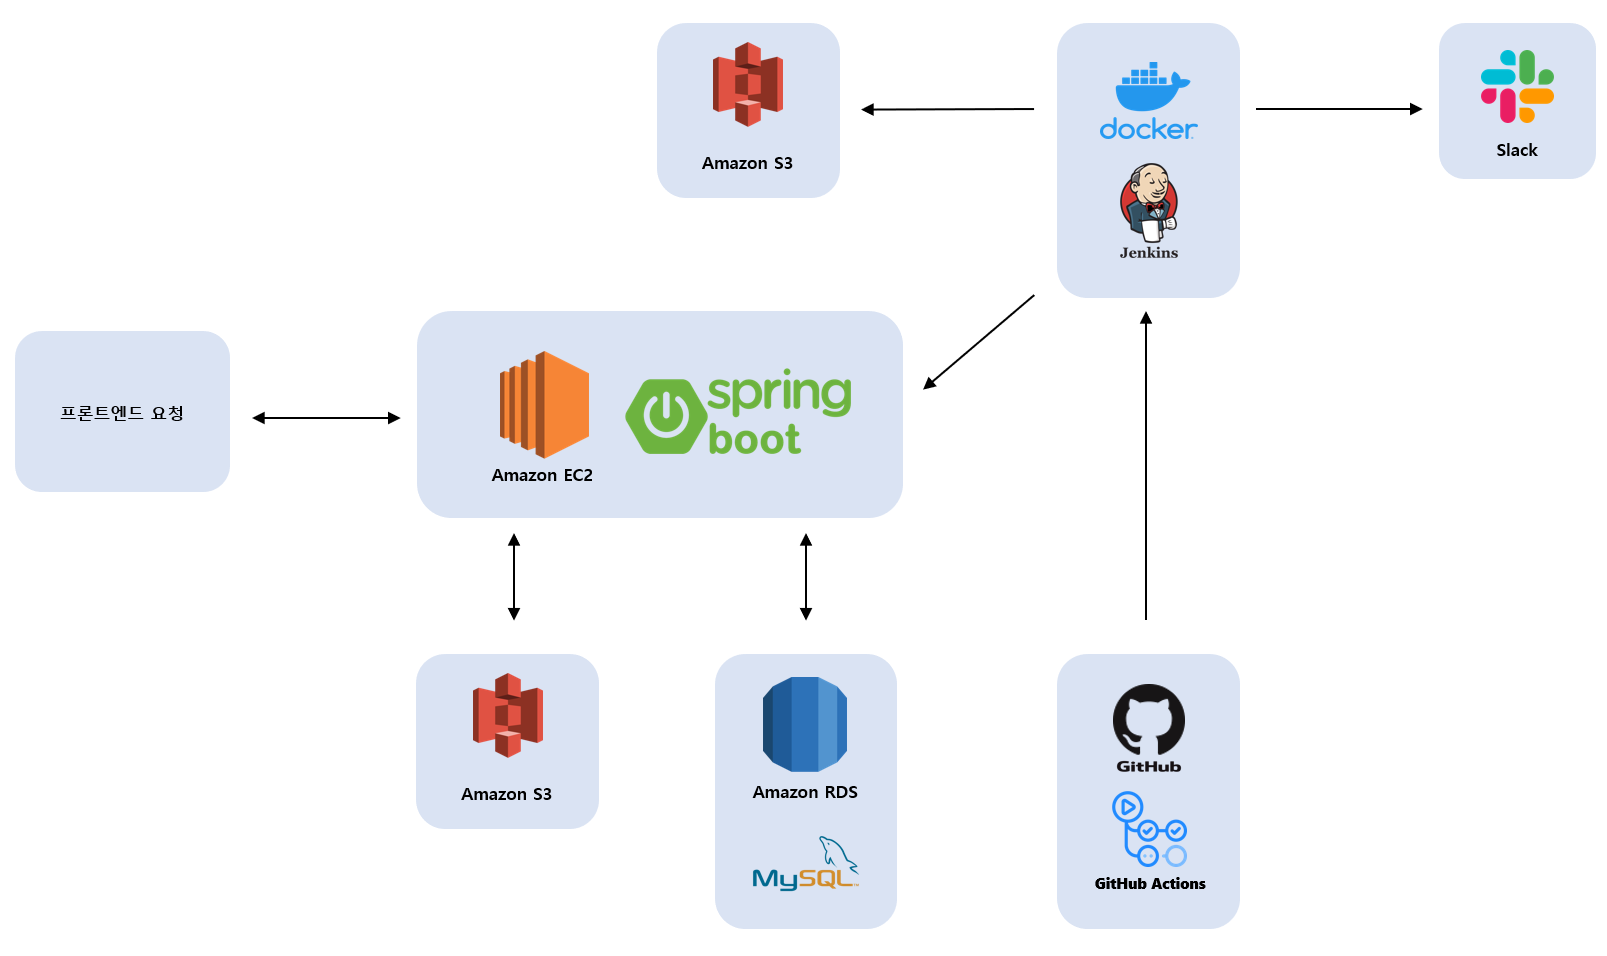 Amazon S3
docker
Jenkins
Slack
프론트엔드 요청
Amazon EC2
spring
boot
Amazon S3
Amazon RDS
MySQL
GitHub
GitHub Actions